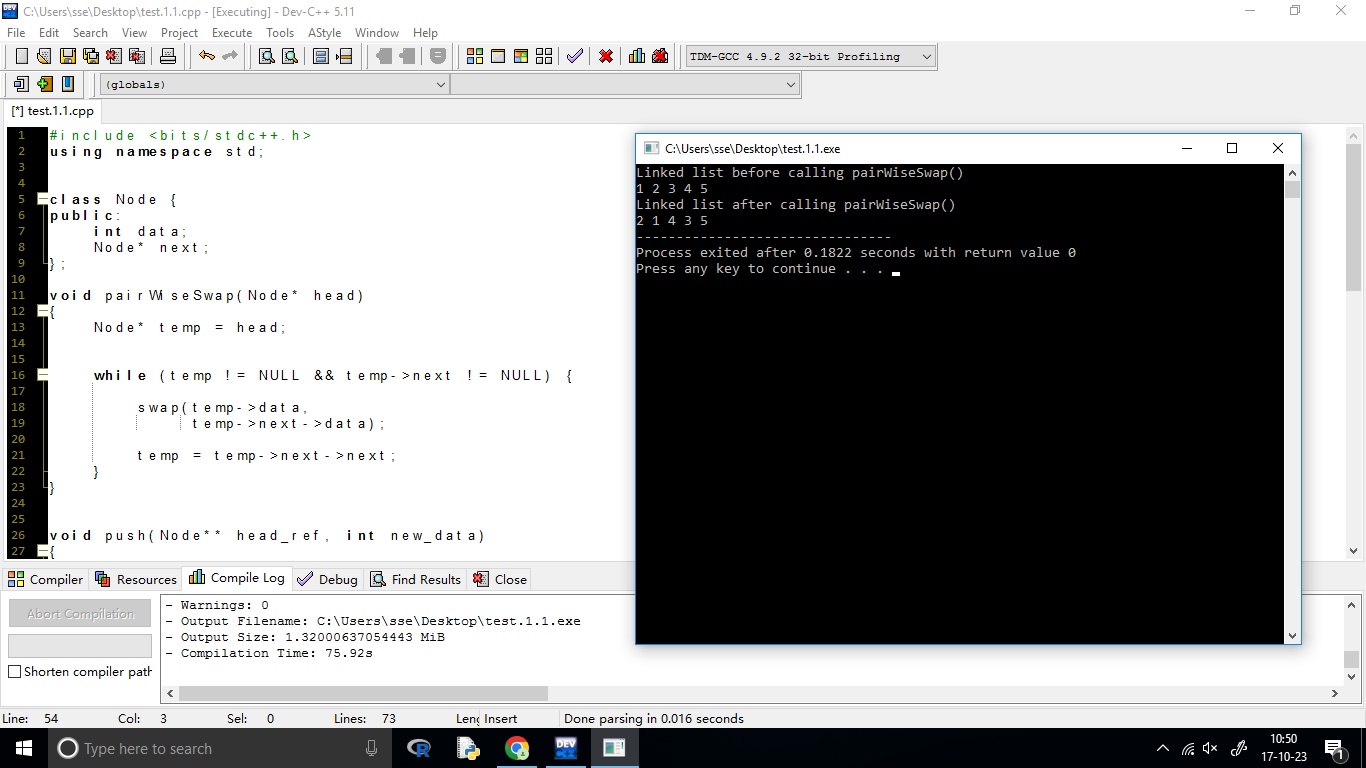 C:\Users\sse\Desktop\test.1.1.cpp - [Executing] - Dev-C++ 5.11
File Edit Search View Project Execute Tools AStyle Window Help
TDM-GCC 4.9.2 32-bit Profiling
(globals)
[*] test.1.1.cpp
1 #include <bits/stdc++.h>
2 using namespace std;
3
4
5 class Node {
6 public:
7 int data;
8 Node* next;
9 };
10
11 void pairWiseSwap(Node* head)
12 {
13 Node* temp = head;
14
15
16 while (temp != NULL && temp->next != NULL) {
17
18 swap(temp->data,
19 temp->next->data);
20
21 temp = temp->next->next;
22 }
23 }
24
25
26 void push(Node** head_ref, int new_data)
27 {
C:\Users\sse\Desktop\test.1.1.exe
Linked list before calling pairWiseSwap()
1 2 3 4 5
Linked list after calling pairWiseSwap()
2 1 4 3 5
--------------------------------
Process exited after 0.1822 seconds with return value 0
Press any key to continue . . .
Compiler Resources Compile Log Debug Find Results Close
Abort Compilation
Shorten compiler path
- Warnings: 0
- Output Filename: C:\Users\sse\Desktop\test.1.1.exe
- Output Size: 1.32000637054443 MiB
- Compilation Time: 75.92s
Line: 54 Col: 3 Sel: 0 Lines: 73 Leng Insert Done parsing in 0.016 seconds
Type here to search
DEV
10:50
17-10-23
1